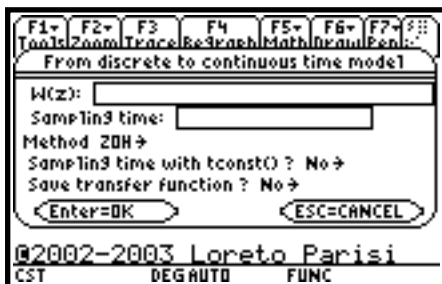 F1 F2 F3 F4 F5 F6 F7
Tools Zoom Trace ReGraph Math Draw Pen
From discrete to continuous time model
W(z):
Sampling time:
Method ZOH→
Sampling time with tconst() ? No→
Save transfer function ? No→
Enter=OK ESC=CANCEL
@2002-2003 Loreto Parisi
CST DEGAUTO FUNC